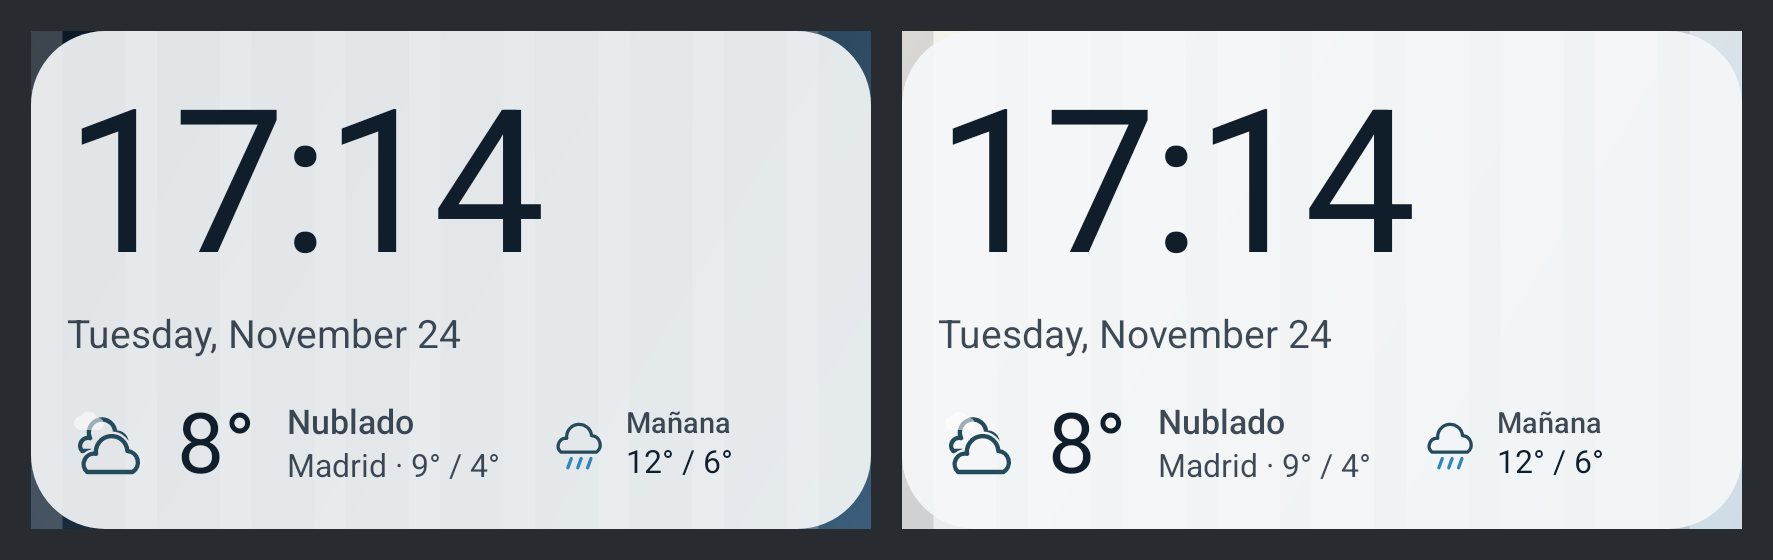 17:14
Tuesday, November 24
8°
Nublado
Madrid · 9° / 4°
Mañana
12° / 6°
17:14
Tuesday, November 24
8°
Nublado
Madrid · 9° / 4°
Mañana
12° / 6°